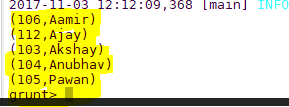 2017-11-03 12:12:09,368 [main] INFO
(106,Aamir)
(112,Ajay)
(103,Akshay)
(104,Anubhav)
(105,Pawan)
grunt>